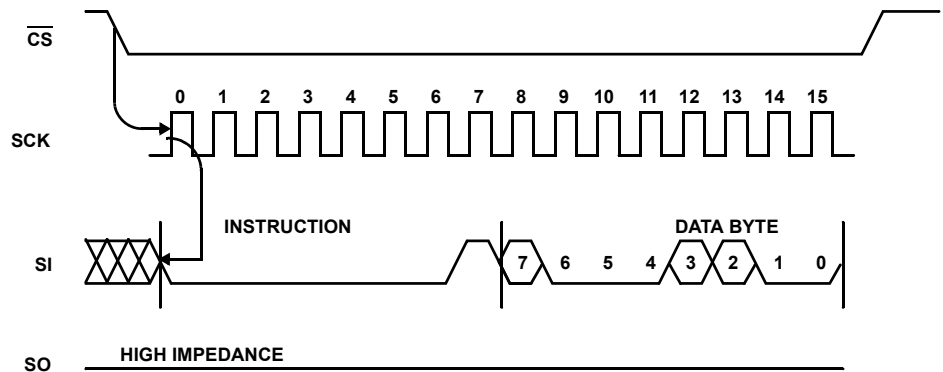 CS
0 1 2 3 4 5 6 7 8 9 10 11 12 13 14 15
SCK
INSTRUCTION DATA BYTE
SI 7 6 5 4 3 2 1 0
HIGH IMPEDANCE
SO